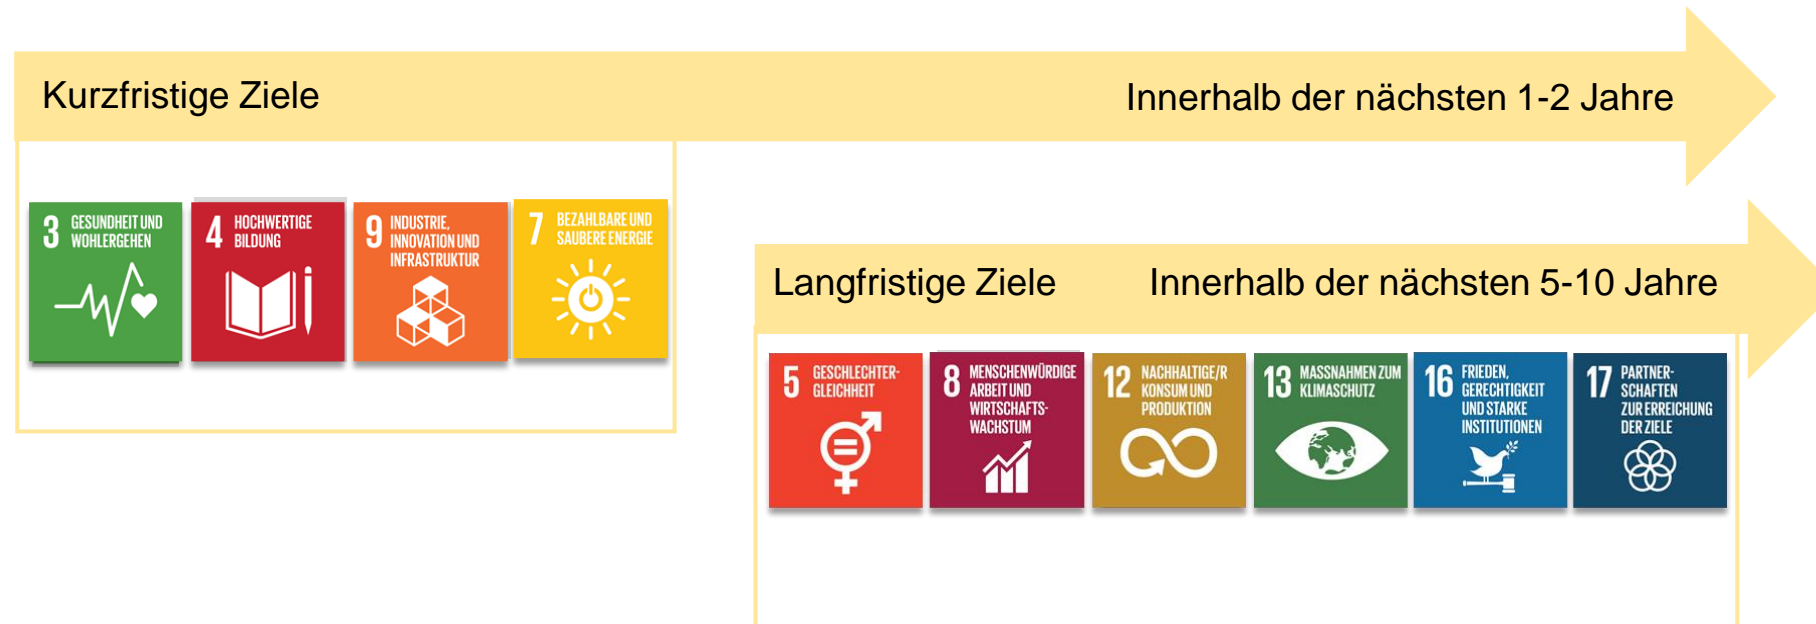 Kurzfristige Ziele
Innerhalb der nächsten 1-2 Jahre
3 GESUNDHEIT UND
WOHLERGEHEN
4 HOCHWERTIGE
BILDUNG
9 INDUSTRIE,
INNOVATION UND
INFRASTRUKTUR
7 BEZAHLBARE UND
SAUBERE ENERGIE
Langfristige Ziele
Innerhalb der nächsten 5-10 Jahre
5 GESCHLECHTER-
GLEICHHEIT
8 MENSCHENWÜRDIGE
ARBEIT UND
WIRTSCHAFTS-
WACHSTUM
12 NACHHALTIGE/R
KONSUM UND
PRODUKTION
13 MASSNAHMEN ZUM
KLIMASCHUTZ
16 FRIEDEN,
GERECHTIGKEIT
UND STARKE
INSTITUTIONEN
17 PARTNER-
SCHAFTEN
ZUR ERREICHUNG
DER ZIELE